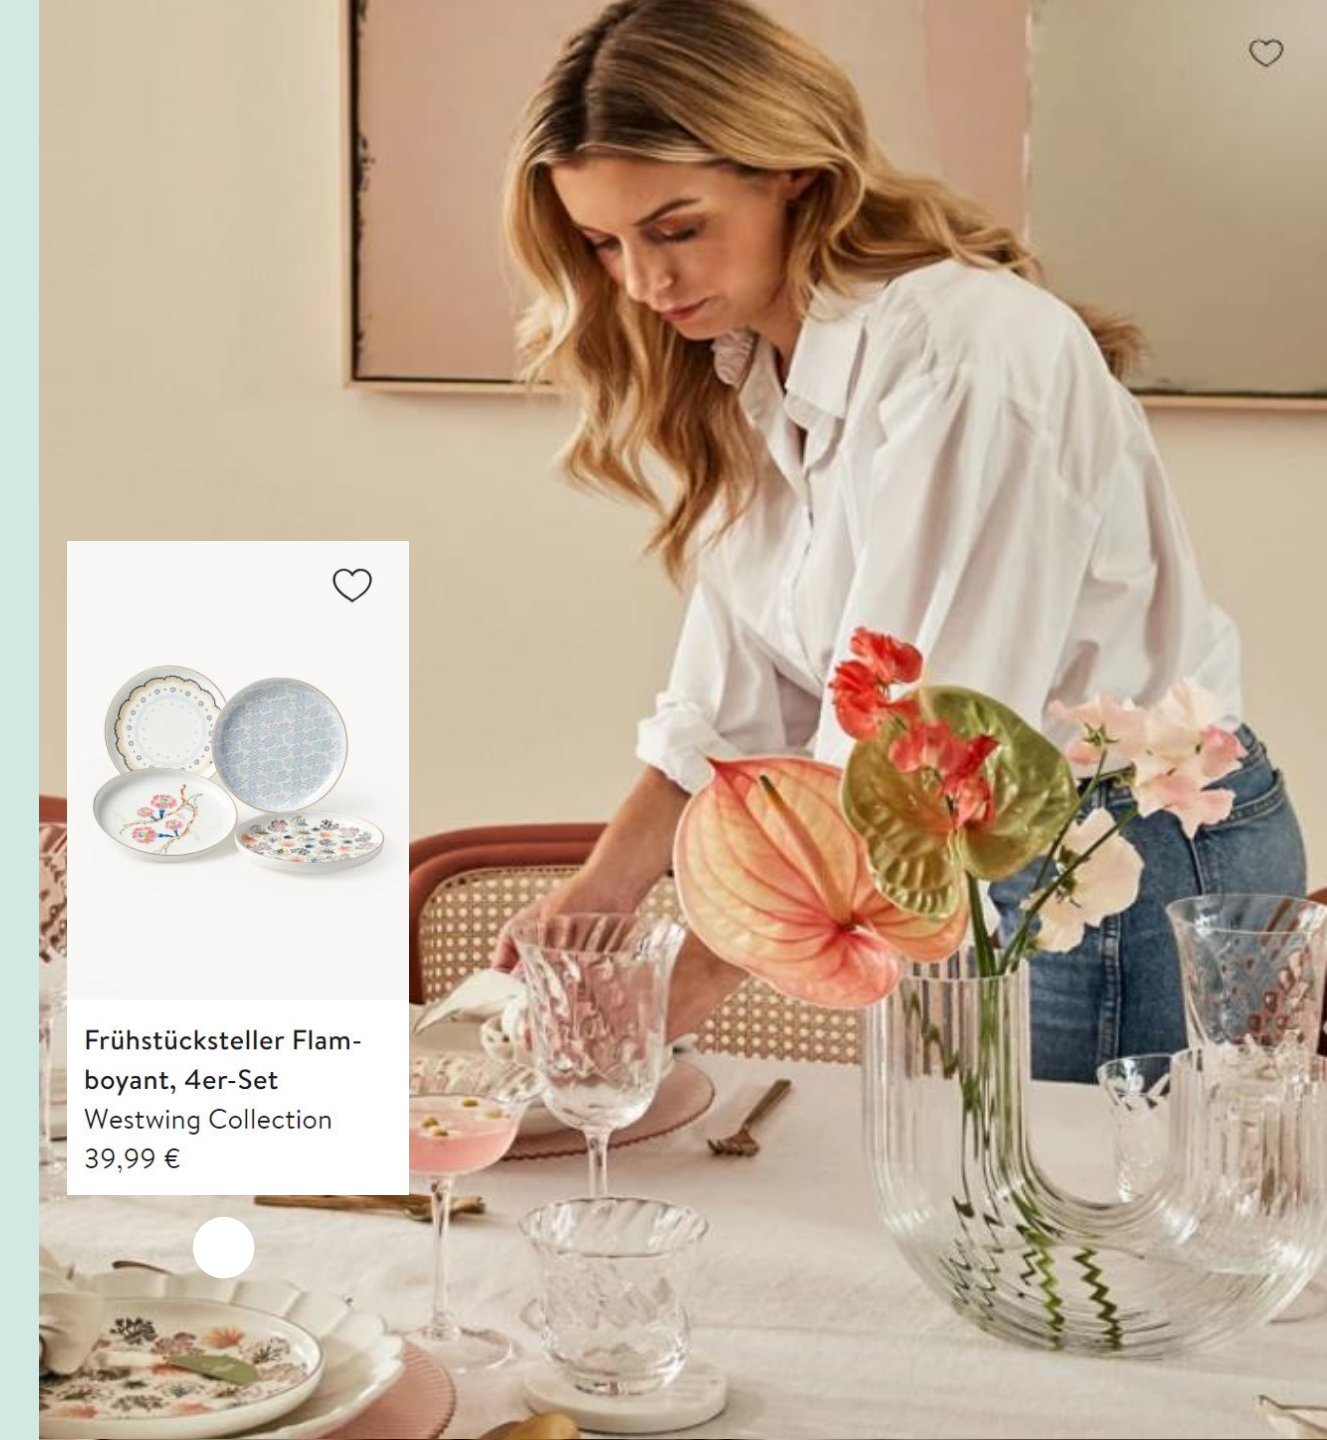 Frühstücksteller Flam-
boyant, 4er-Set
Westwing Collection
39,99 €